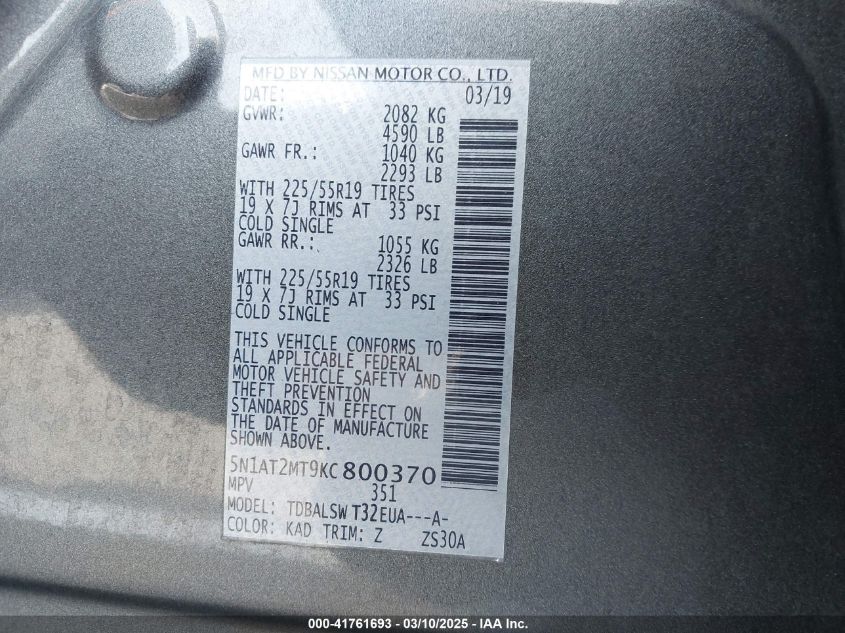 MFD BY NISSAN MOTOR CO., LTD.
DATE: 03/19
GVWR: 2082 KG
4590 LB
GAWR FR.: 1040 KG
2293 LB
WITH 225/55R19 TIRES
19 X 7J RIMS AT 33 PSI
COLD SINGLE
GAWR RR.: 1055 KG
2326 LB
WITH 225/55R19 TIRES
19 X 7J RIMS AT 33 PSI
COLD SINGLE
THIS VEHICLE CONFORMS TO
ALL APPLICABLE FEDERAL
MOTOR VEHICLE SAFETY AND
THEFT PREVENTION
STANDARDS IN EFFECT ON
THE DATE OF MANUFACTURE
SHOWN ABOVE.
5N1AT2MT9KC800370
MPV 351
MODEL: TDBALSW T32EUA---A-
COLOR: KAD TRIM: Z ZS30A
000-41761693 - 03/10/2025 - IAA Inc.